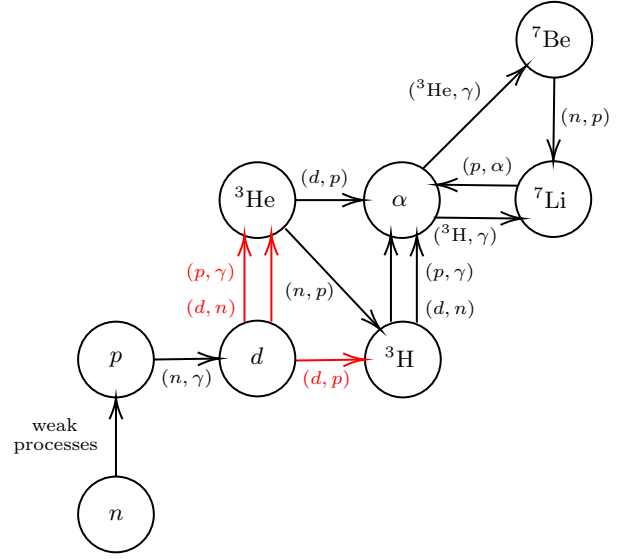 ⁷Be
(³He, γ)
(n, p)
(p, α)
(d, p)
³He
α
⁷Li
(³H, γ)
(p, γ)
(p, γ)
(n, p)
(d, n)
(d, n)
p
d
³H
(n, γ)
(d, p)
weak
processes
n